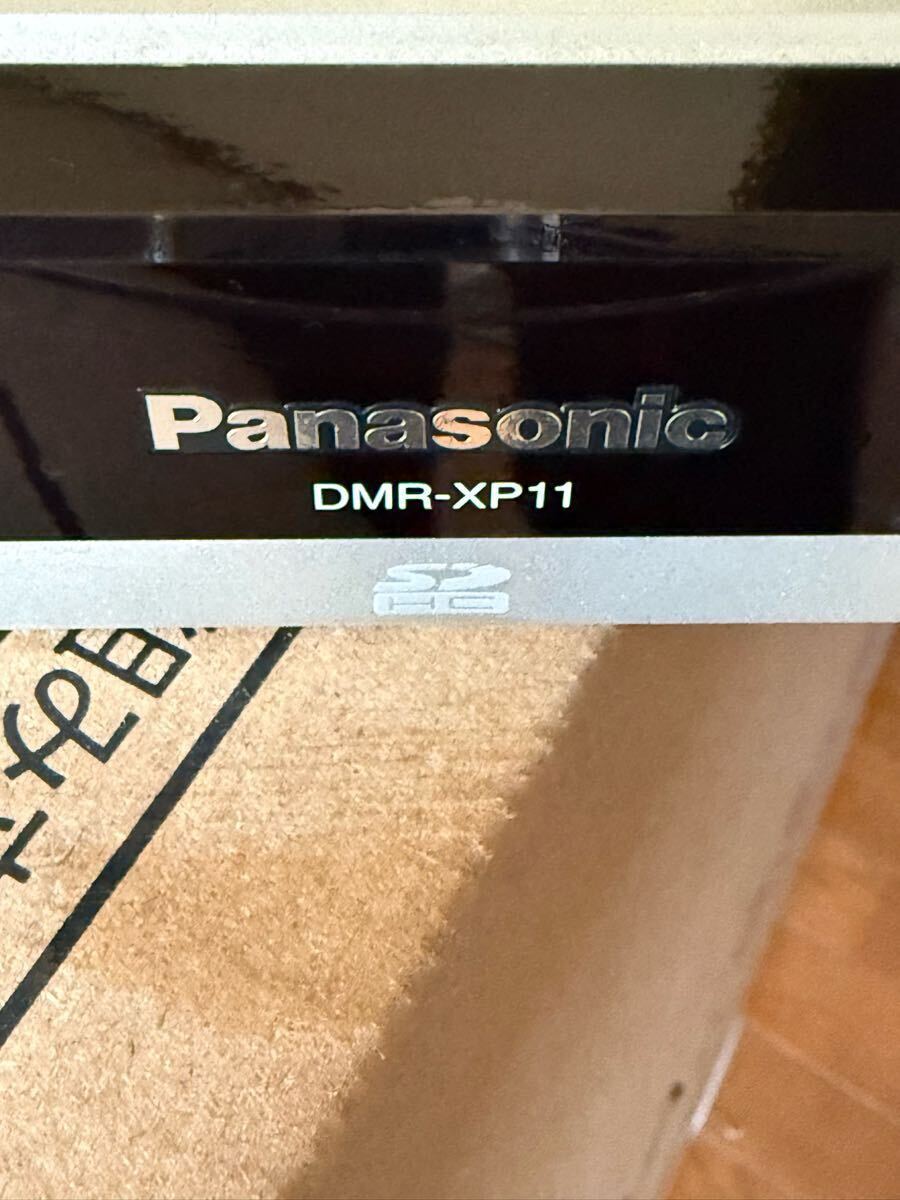 Panasonic
DMR-XP11
SD
HC